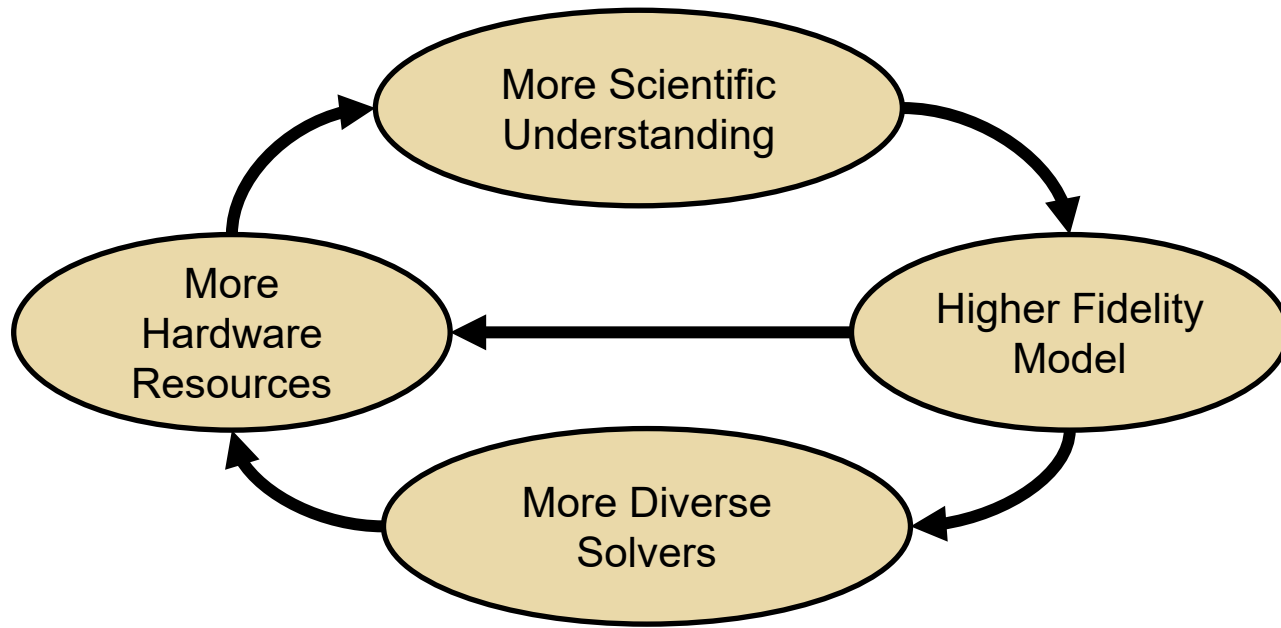 More Scientific
Understanding
More
Hardware
Resources
Higher Fidelity
Model
More Diverse
Solvers